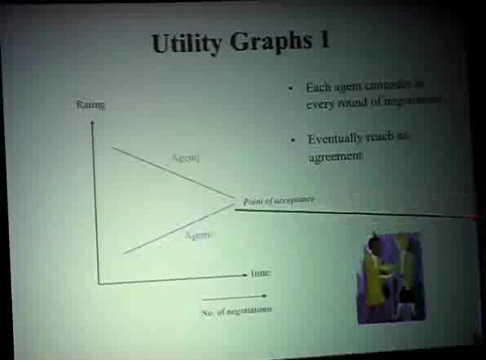 Utility Graphs 1
• Each agent concedes in
every round of negotiations
• Eventually reach an
agreement
Rating
Agent
Point of acceptance
Agent
time
No. of negotiations